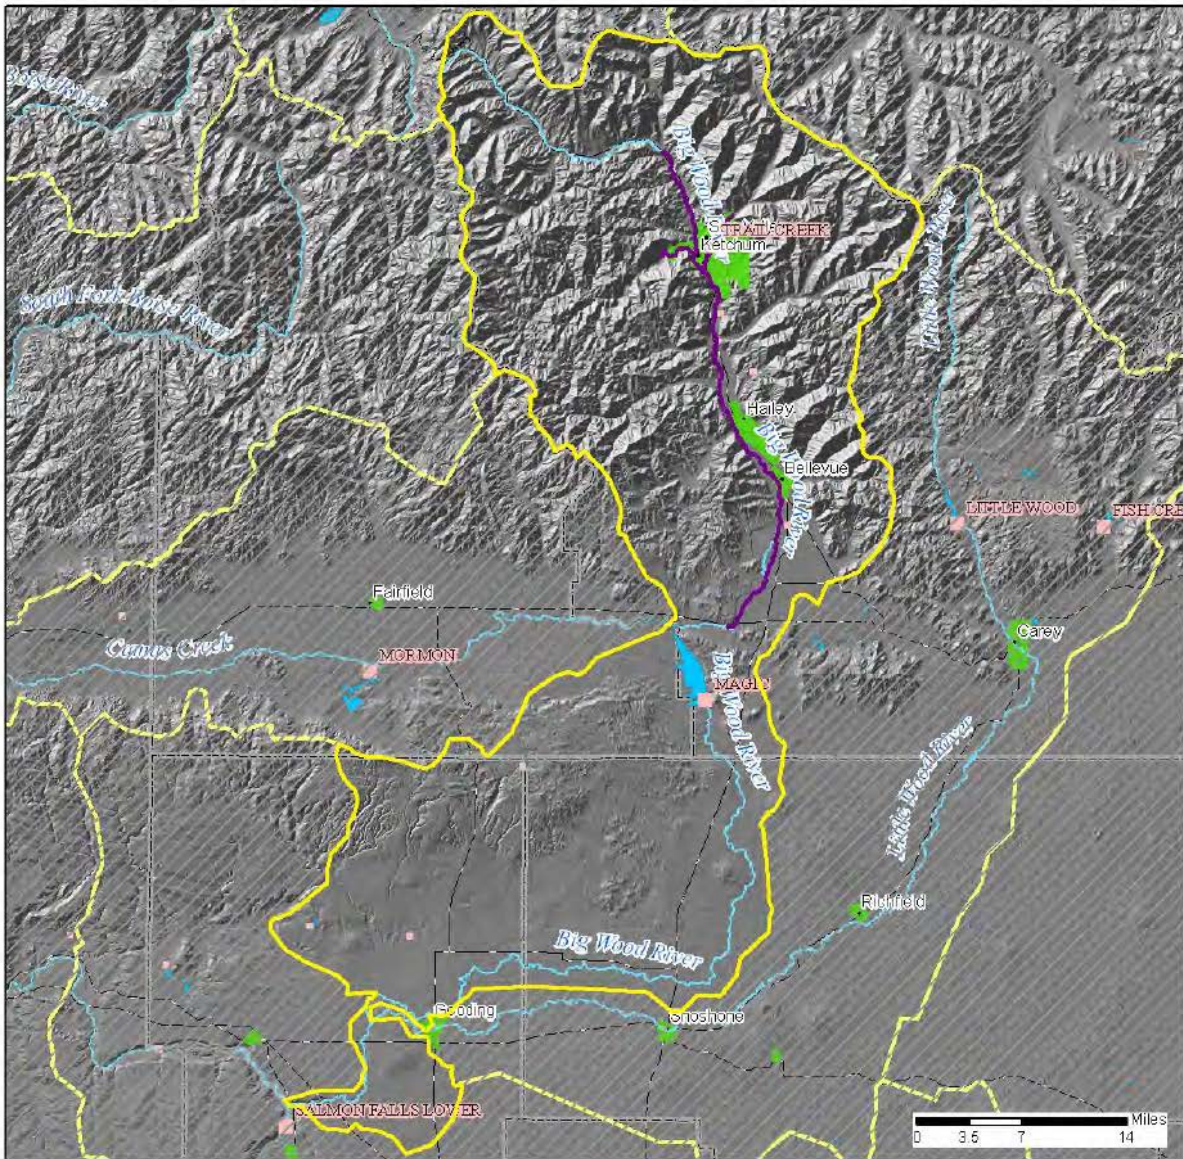 Boise River
Big Wood River
TRAIL CREEK
Ketchum
Little Wood River
South Fork Boise River
Hailey
Big Wood River
Bellevue
LITTLE WOOD
FISH CRE
Fairfield
Carey
Camas Creek
MORMON
MAGIC
Big Wood River
Little Wood River
Richfield
Big Wood River
Gooding
Shoshone
SALMON FALLS LOWER
Miles
0 3.5 7 14